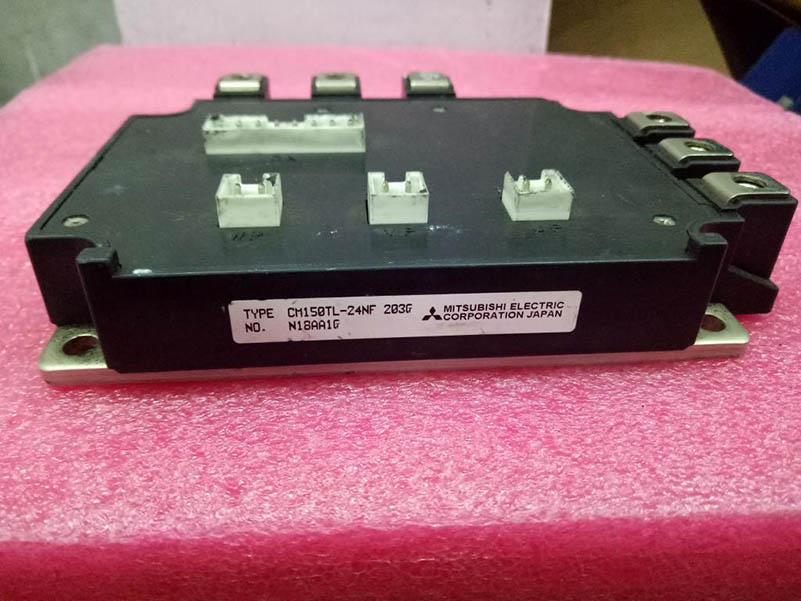 TYPE CM150TL-24NF 203G
NO. N18AA1G
MITSUBISHI ELECTRIC
CORPORATION JAPAN